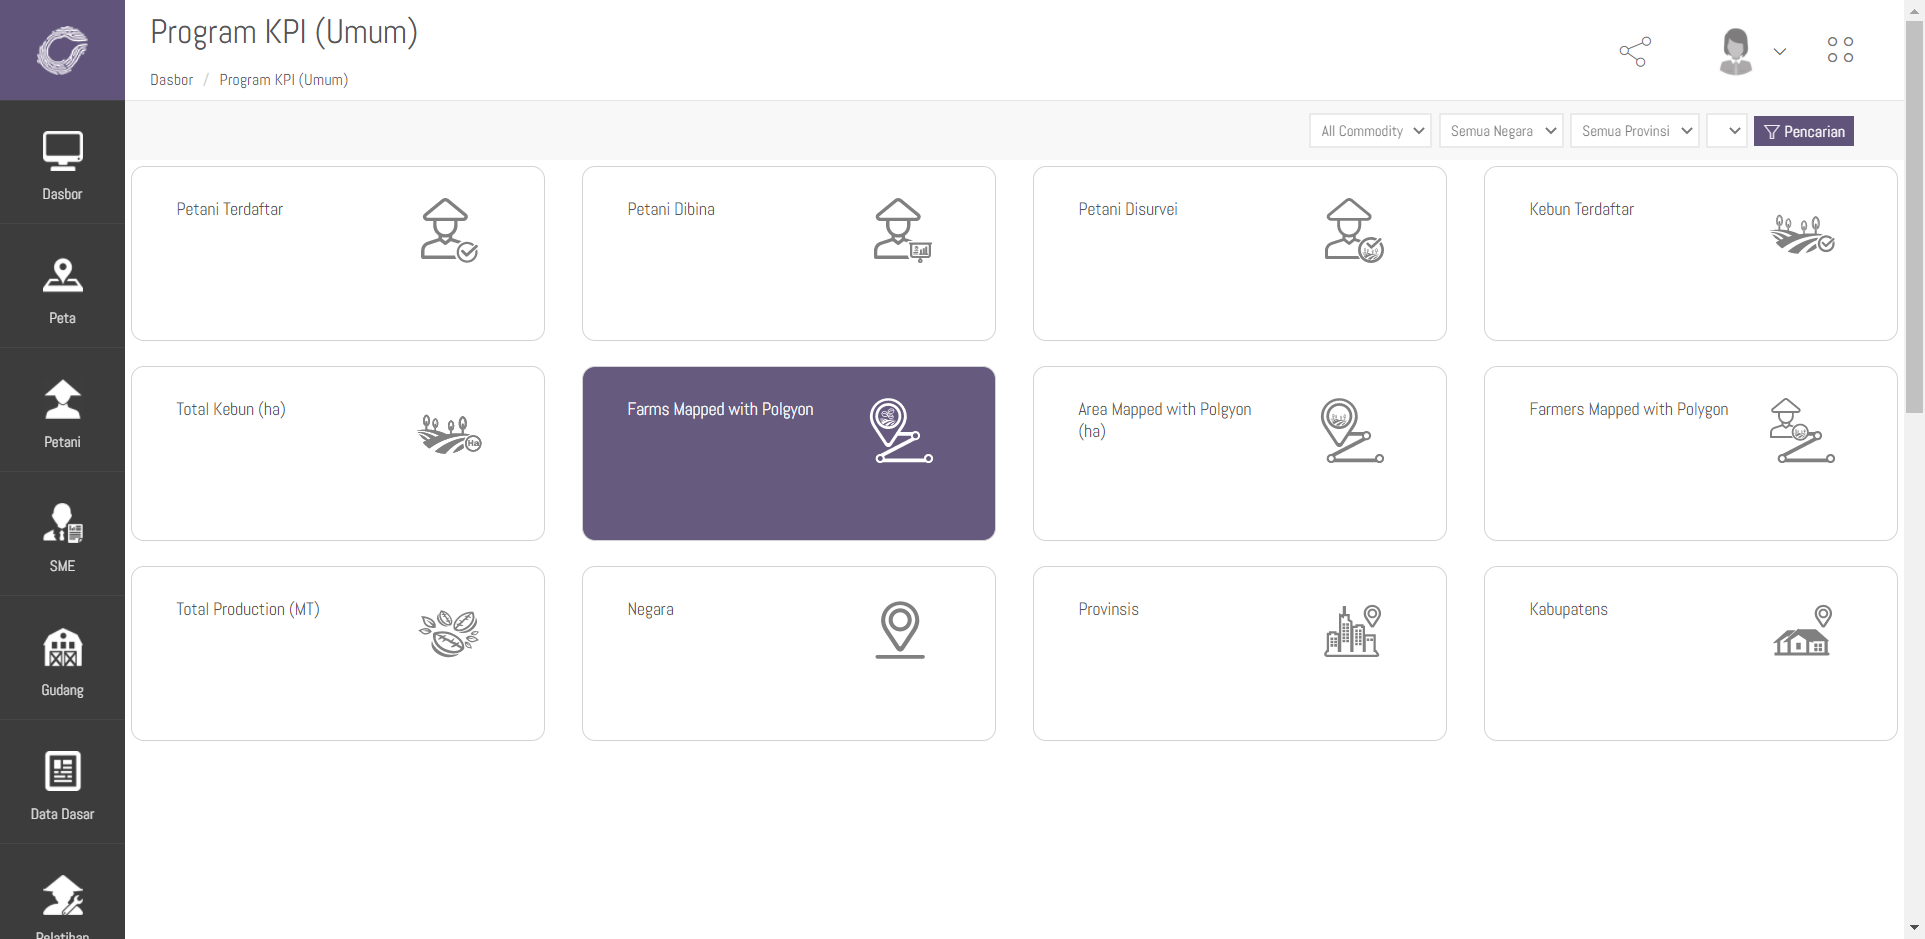 Program KPI (Umum)
Dasbor / Program KPI (Umum)
All Commodity
Semua Negara
Semua Provinsi
Pencarian
Dasbor
Peta
Petani
SME
Gudang
Data Dasar
Pelatihan
Petani Terdaftar
Petani Dibina
Petani Disurvei
Kebun Terdaftar
Total Kebun (ha)
Ha
Farms Mapped with Polgyon
Area Mapped with Polgyon
(ha)
Farmers Mapped with Polygon
Total Production (MT)
Negara
Provinsis
Kabupatens